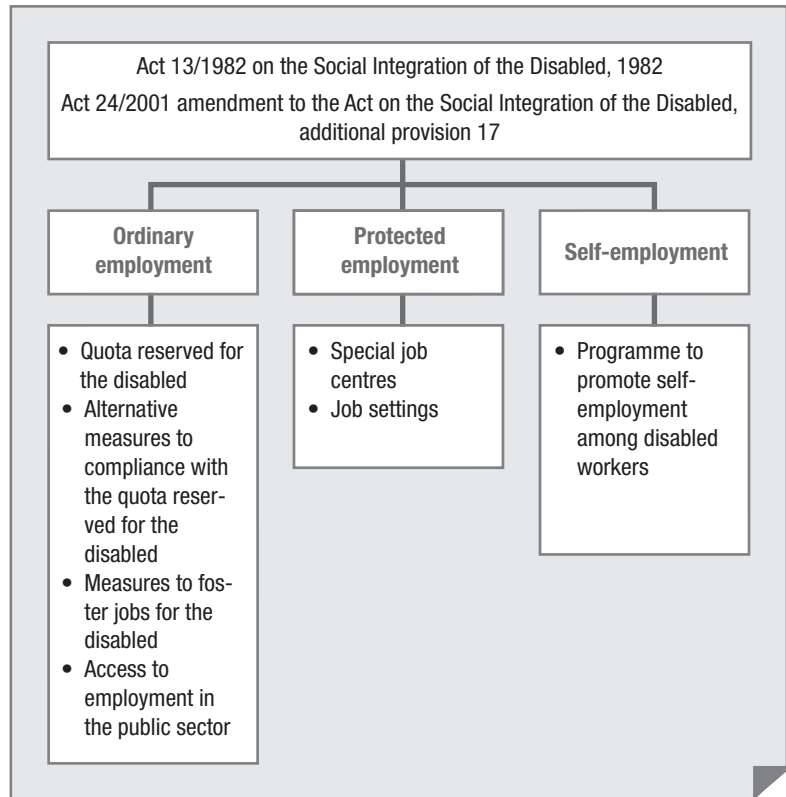 Act 13/1982 on the Social Integration of the Disabled, 1982
Act 24/2001 amendment to the Act on the Social Integration of the Disabled,
additional provision 17
Ordinary
employment
Protected
employment
Self-employment
• Quota reserved for
the disabled
• Alternative
measures to
compliance with
the quota reser-
ved for the
disabled
• Measures to fos-
ter jobs for the
disabled
• Access to
employment in
the public sector
• Special job
centres
• Job settings
• Programme to
promote self-
employment
among disabled
workers